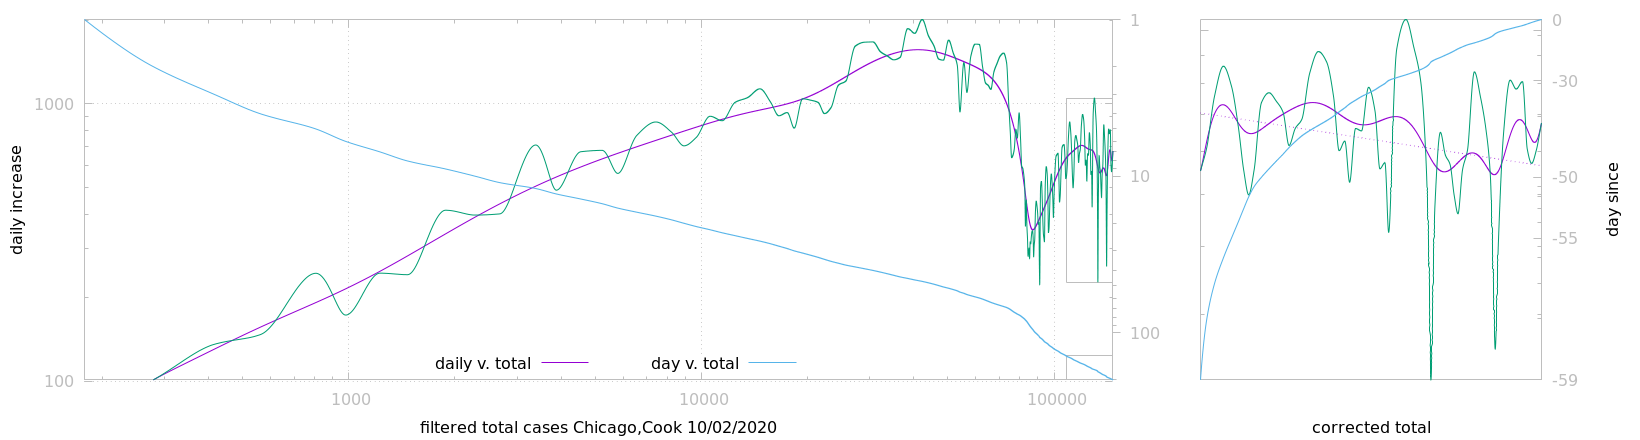 1000
100
daily increase
1000
10000
100000
1
10
100
daily v. total
day v. total
filtered total cases Chicago,Cook 10/02/2020
0
-30
-50
-55
-59
day since
corrected total